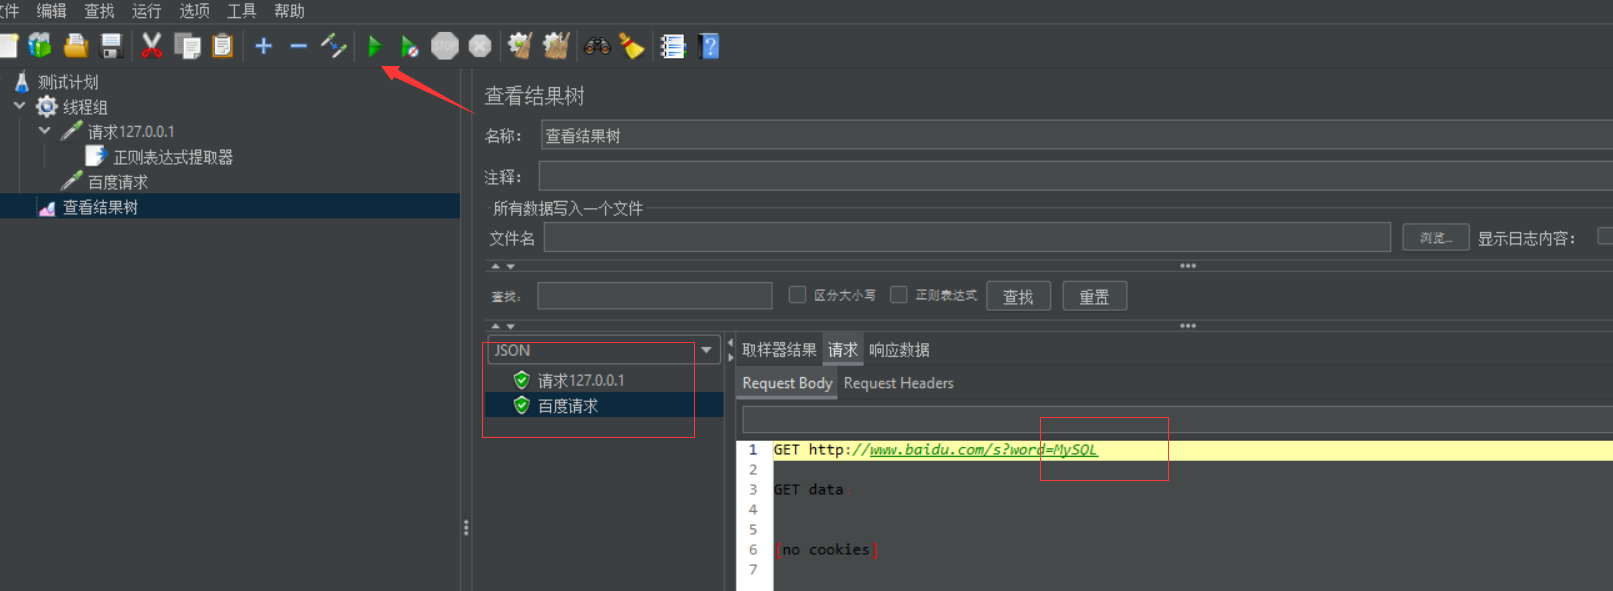 文件 编辑 查找 运行 选项 工具 帮助
STOP
测试计划
线程组
请求127.0.0.1
正则表达式提取器
百度请求
查看结果树
查看结果树
名称： 查看结果树
注释：
所有数据写入一个文件
文件名 浏览... 显示日志内容：
查找： 区分大小写 正则表达式 查找 重置
JSON
请求127.0.0.1
百度请求
取样器结果 请求 响应数据
Request Body Request Headers
1 GET http://www.baidu.com/s?word=MySQL
2
3 GET data:
4
5
6 [no cookies]
7